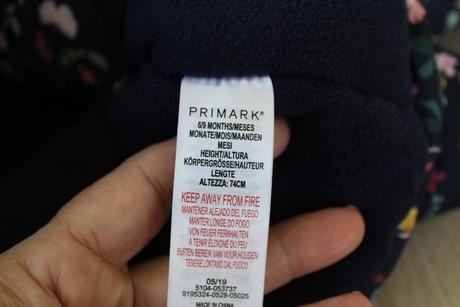 PRIMARK®
6/9 MONTHS/MESES
MONATE/MOIS/MAANDEN
MESI
HEIGHT/ALTURA
KÖRPERGRÖSSE/HAUTEUR
LENGTE
ALTEZZA: 74CM
KEEP AWAY FROM FIRE
MANTENER ALEJADO DEL FUEGO
MANTER LONGE DO FOGO
VON FEUER FERNHALTEN
A TENIR ÉLOIGNÉ DU FEU
BUITEN BEREIK VAN VUUR HOUDEN
TENERE LONTANO DAL FUOCO
05/19
5104-053737
9195324-0528-05025
MADE IN CHINA